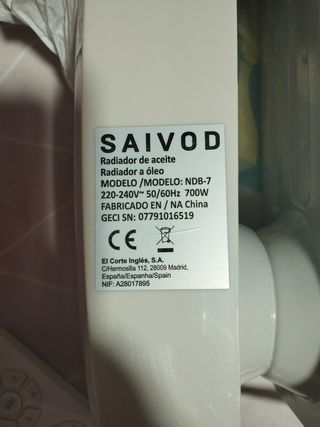 SAIVOD
Radiador de aceite
Radiador a óleo
MODELO /MODELO: NDB-7
220-240V~ 50/60Hz 700W
FABRICADO EN / NA China
GECI SN: 07791016519
CE
El Corte Inglés, S.A.
C/Hermosilla 112, 28009 Madrid,
España/Espanha/Spain
NIF: A28017895